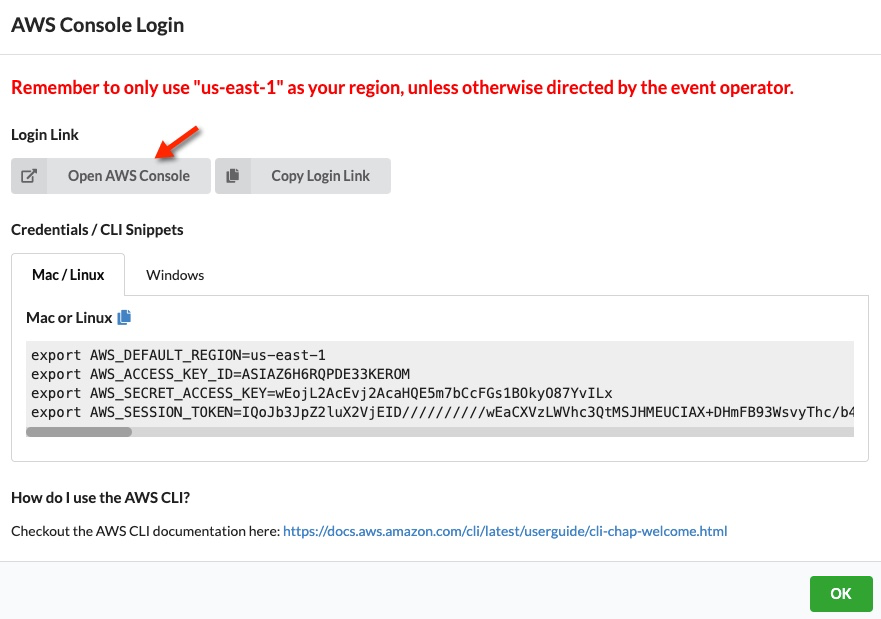 AWS Console Login
Remember to only use "us-east-1" as your region, unless otherwise directed by the event operator.
Login Link
Open AWS Console
Copy Login Link
Credentials / CLI Snippets
Mac / Linux
Windows
Mac or Linux
export AWS_DEFAULT_REGION=us-east-1
export AWS_ACCESS_KEY_ID=ASIAZ6H6RQPDE33KEROM
export AWS_SECRET_ACCESS_KEY=wEojL2AcEvj2AcaHQE5m7bCcFGs1BOkyO87YvILx
export AWS_SESSION_TOKEN=IQoJb3JpZ2luX2VjEID//////////wEaCXVzLWVhc3QtMSJHMEUCIAX+DHmFB93WsvyThc/b4
How do I use the AWS CLI?
Checkout the AWS CLI documentation here: https://docs.aws.amazon.com/cli/latest/userguide/cli-chap-welcome.html
OK